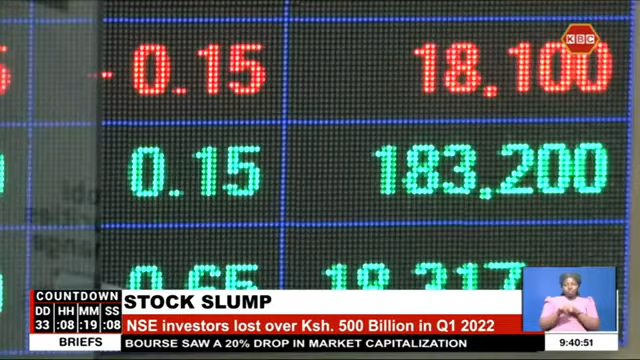 KBC
- 0.15 18,100
0.15 183,200
COUNTDOWN
DD HH MM SS
33 :08 :19 :08
STOCK SLUMP
NSE investors lost over Ksh. 500 Billion in Q1 2022
BRIEFS BOURSE SAW A 20% DROP IN MARKET CAPITALIZATION 9:40:51